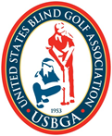 UNITED STATES BLIND GOLF ASSOCIATION
1953
USBGA